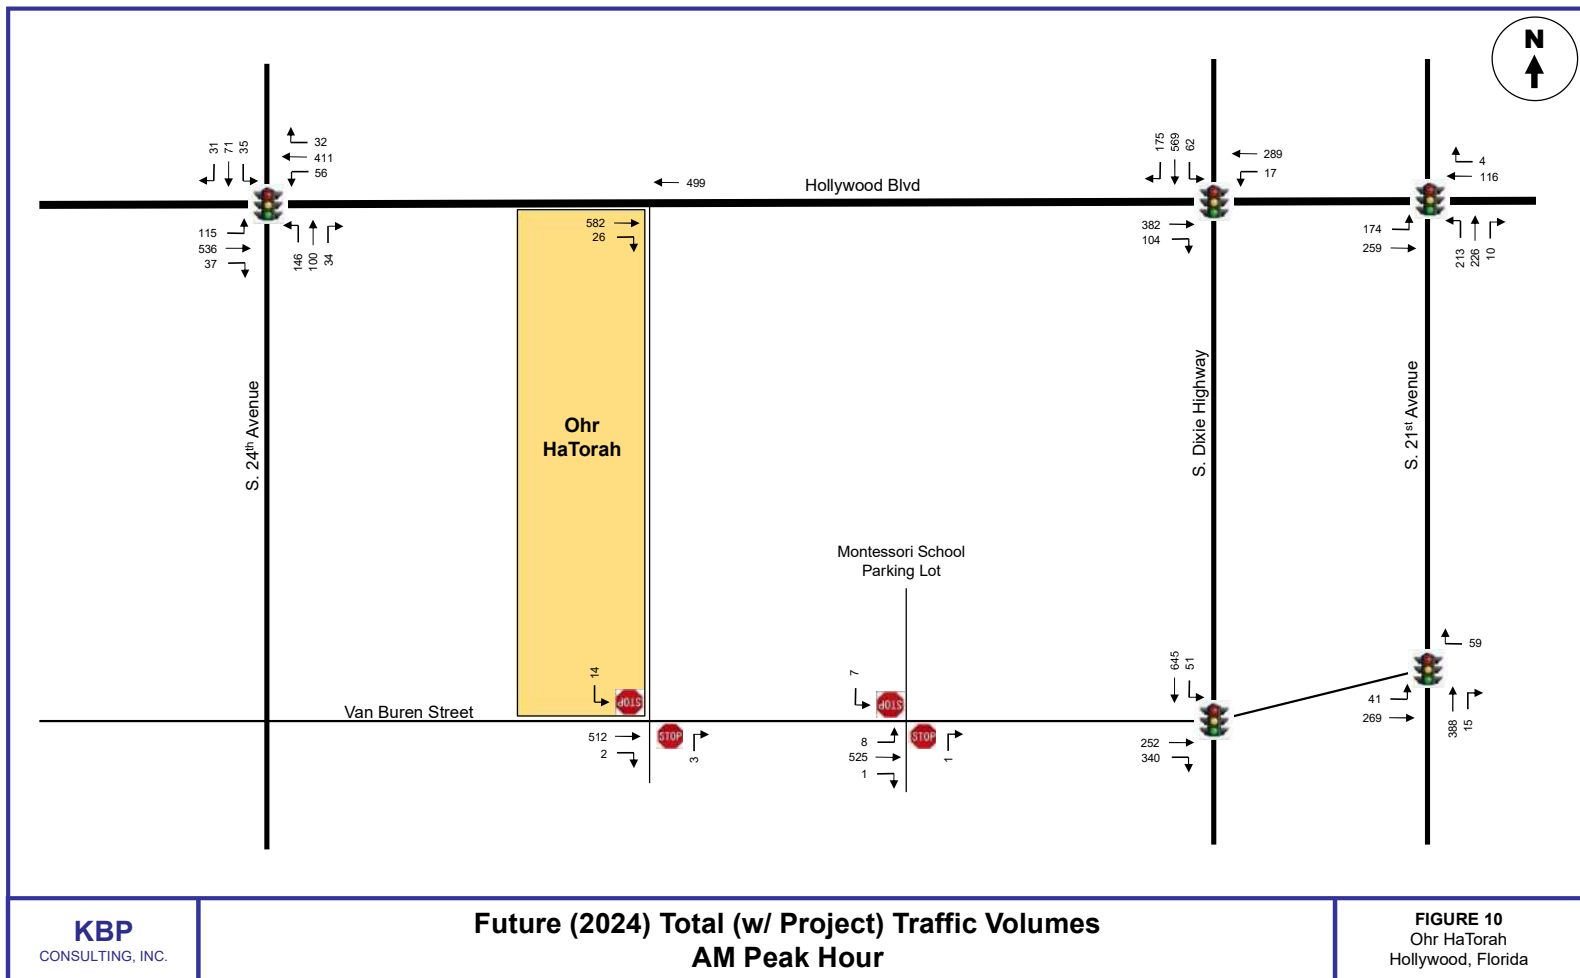 N
31
71
35
32
411
56
115
536
37
146
100
34
499
Hollywood Blvd
582
26
175
569
62
289
17
382
104
4
116
174
259
213
226
10
S. 24th Avenue
Ohr
HaTorah
S. Dixie Highway
S. 21st Avenue
Montessori School
Parking Lot
14
STOP
7
STOP
645
51
59
41
269
388
15
Van Buren Street
512
2
STOP
3
8
525
1
STOP
1
252
340
KBP
CONSULTING, INC.
Future (2024) Total (w/ Project) Traffic Volumes
AM Peak Hour
FIGURE 10
Ohr HaTorah
Hollywood, Florida